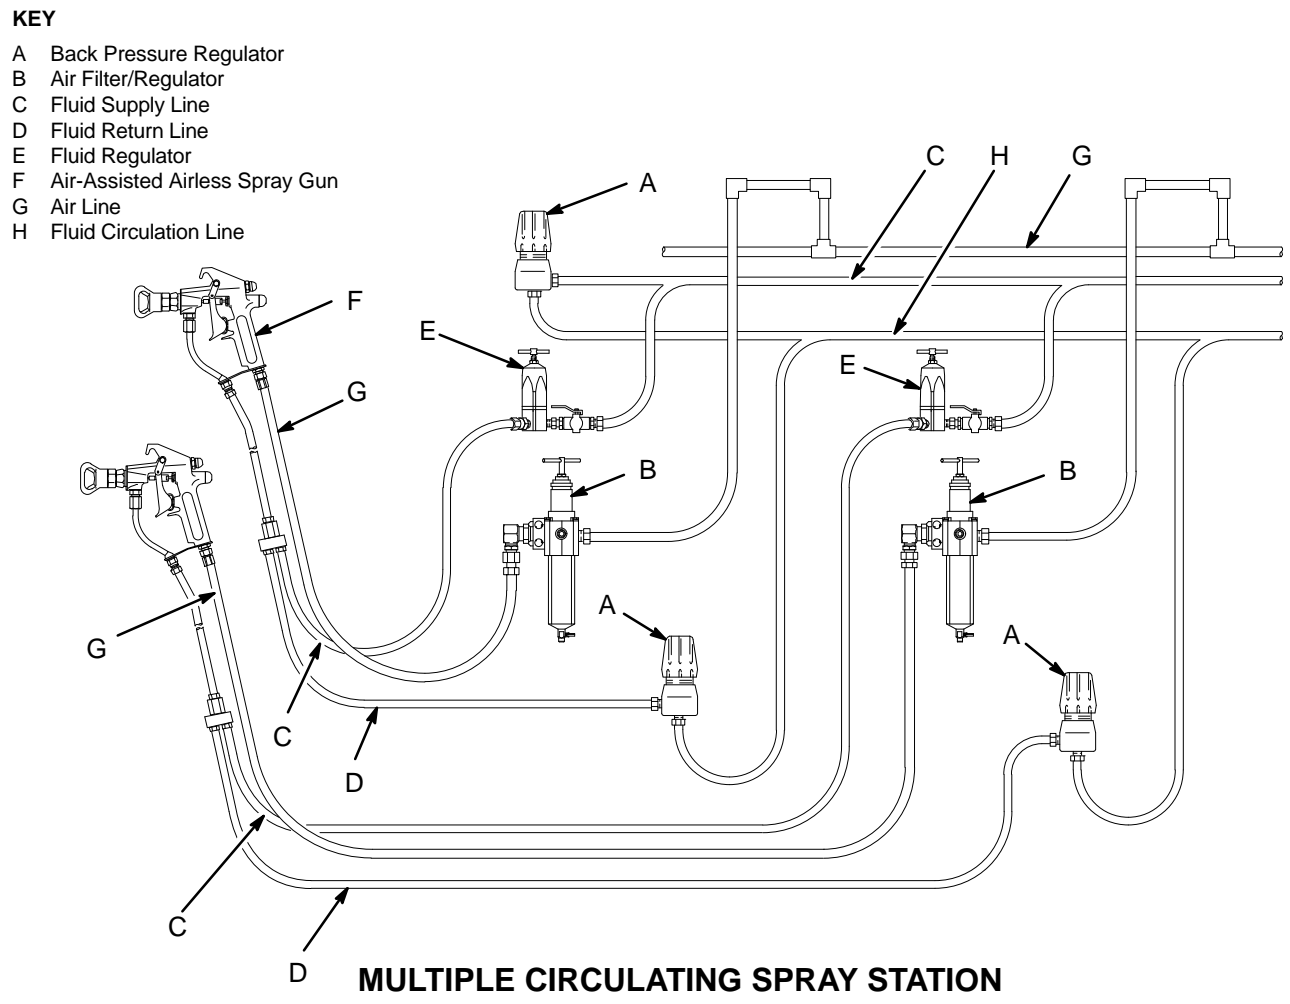 KEY
A Back Pressure Regulator
B Air Filter/Regulator
C Fluid Supply Line
D Fluid Return Line
E Fluid Regulator
F Air-Assisted Airless Spray Gun
G Air Line
H Fluid Circulation Line
C H G
A
F
E
E
G
B
B
A
A
G
C
D
C
D
MULTIPLE CIRCULATING SPRAY STATION